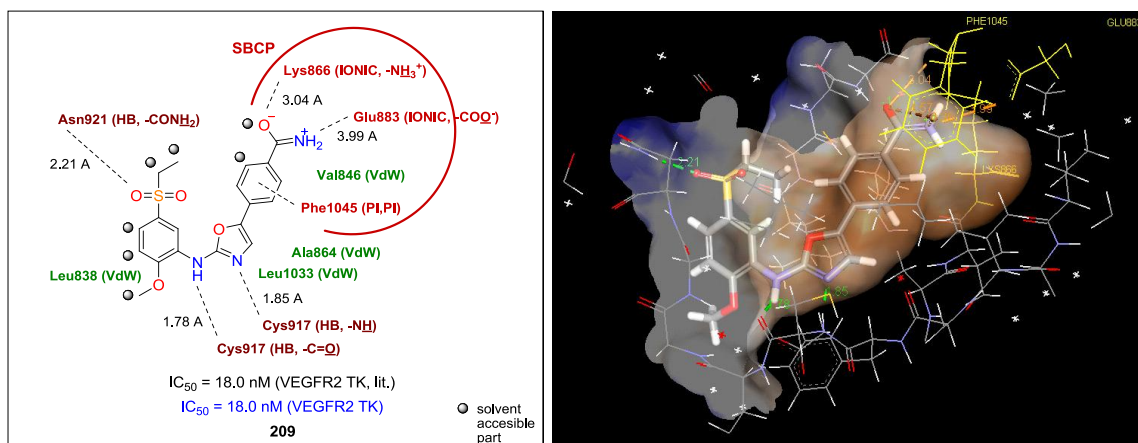 SBCP
Lys866 (IONIC, -NH₃⁺)
3.04 A
Asn921 (HB, -CONH₂)
Glu883 (IONIC, -COO⁻)
O⁻
3.99 A
NH₂
2.21 A
Val846 (VdW)
O
S
O
Phe1045 (PI,PI)
O
Ala864 (VdW)
Leu838 (VdW)
N
H
N
Leu1033 (VdW)
O
1.85 A
1.78 A
Cys917 (HB, -NH)
Cys917 (HB, -C=O)
IC₅₀ = 18.0 nM (VEGFR2 TK, lit.)
IC₅₀ = 18.0 nM (VEGFR2 TK)
209
solvent
accesible
part
PHE1045
GLU883
LYS866